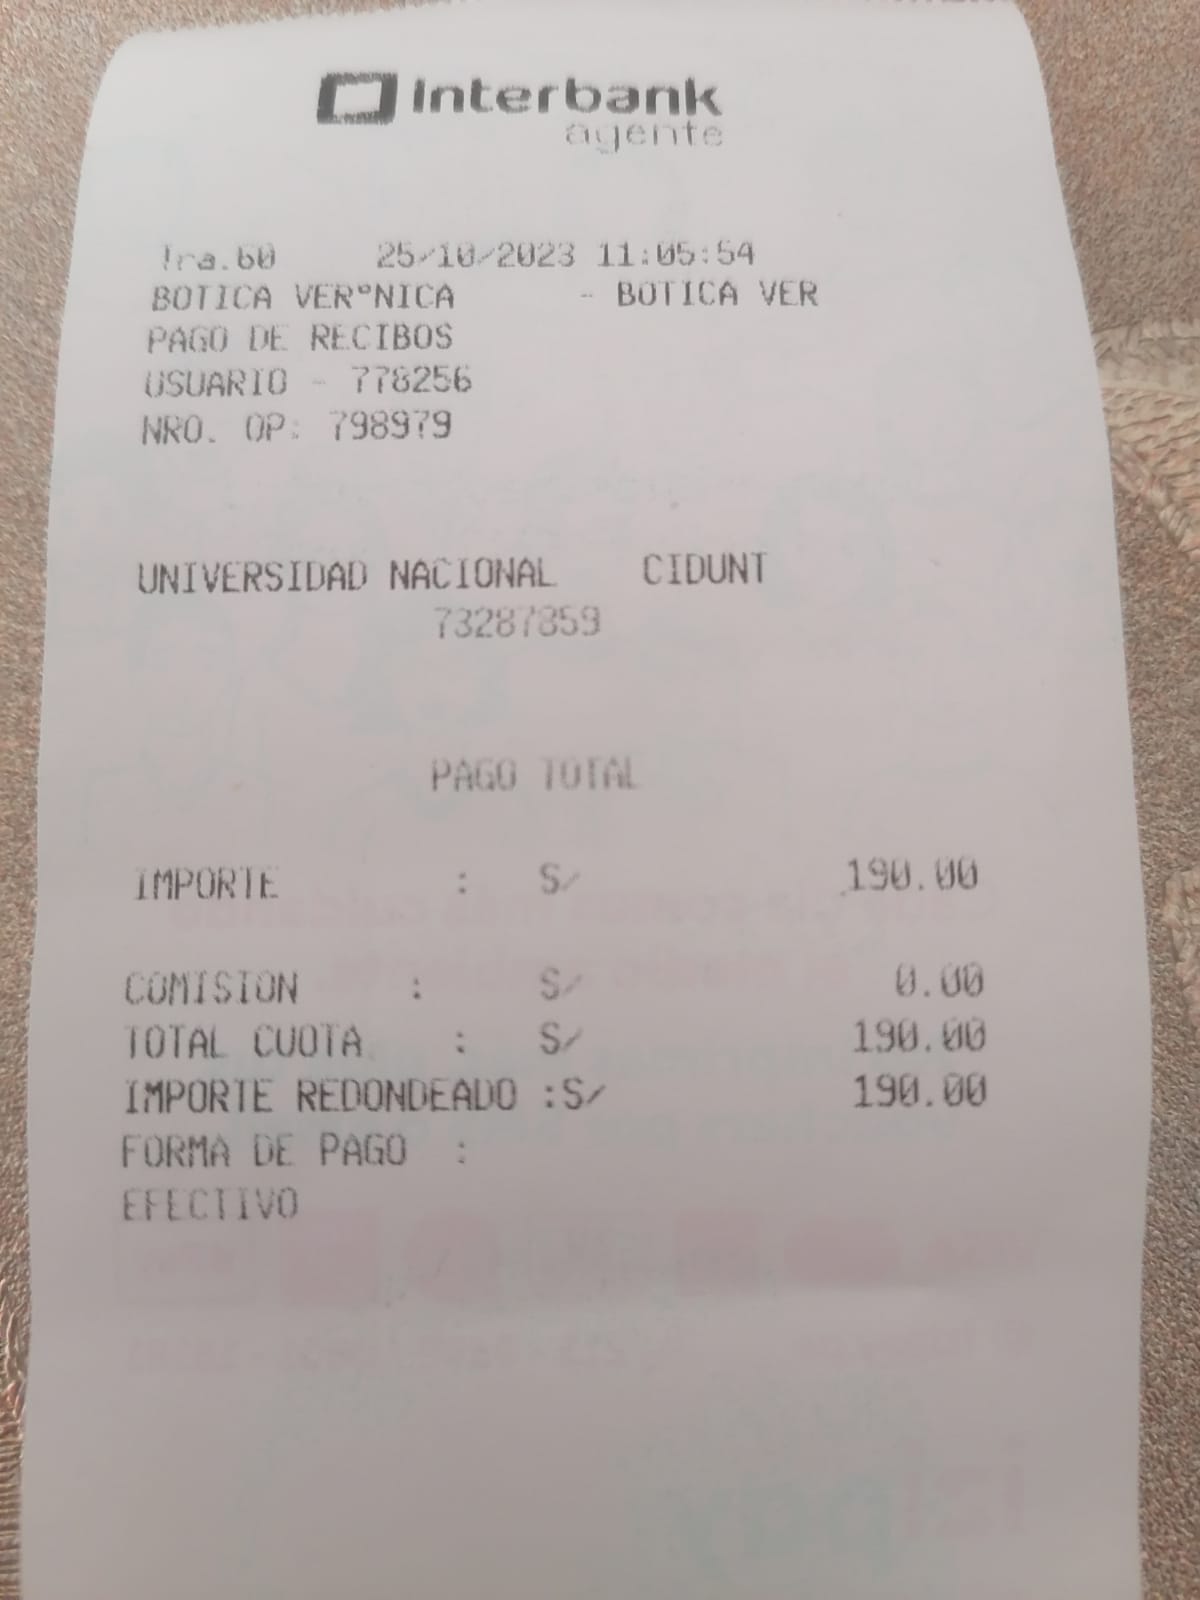 Interbank
agente
!ra.60 25/10/2023 11:05:54
BOTICA VER°NICA - BOTICA VER
PAGO DE RECIBOS
USUARIO - 778256
NRO. OP: 798979
UNIVERSIDAD NACIONAL CIDUNT
73287859
PAGO TOTAL
IMPORTE : S/ 190.00
COMISION : S/ 0.00
TOTAL CUOTA : S/ 190.00
IMPORTE REDONDEADO :S/ 190.00
FORMA DE PAGO :
EFECTIVO